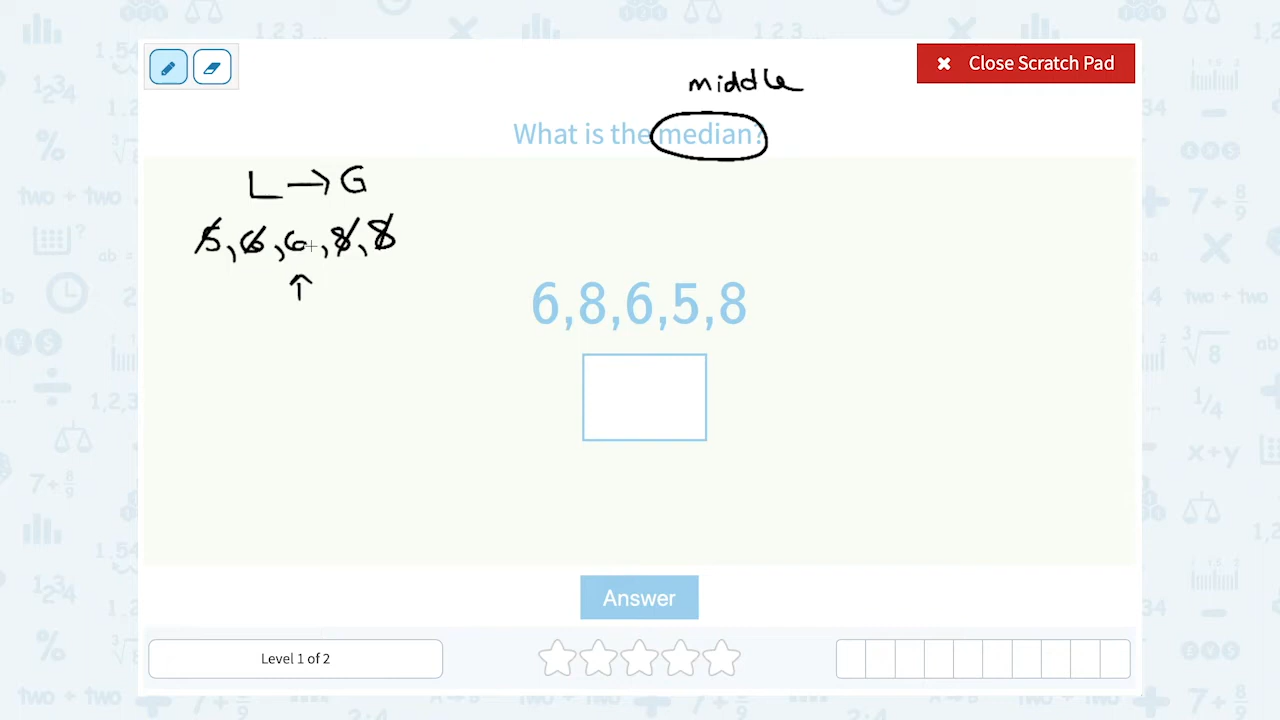 ✖ Close Scratch Pad
middle
What is the median?
L → G
5, 6, 6, 8, 8
↑
6,8,6,5,8
Answer
Level 1 of 2